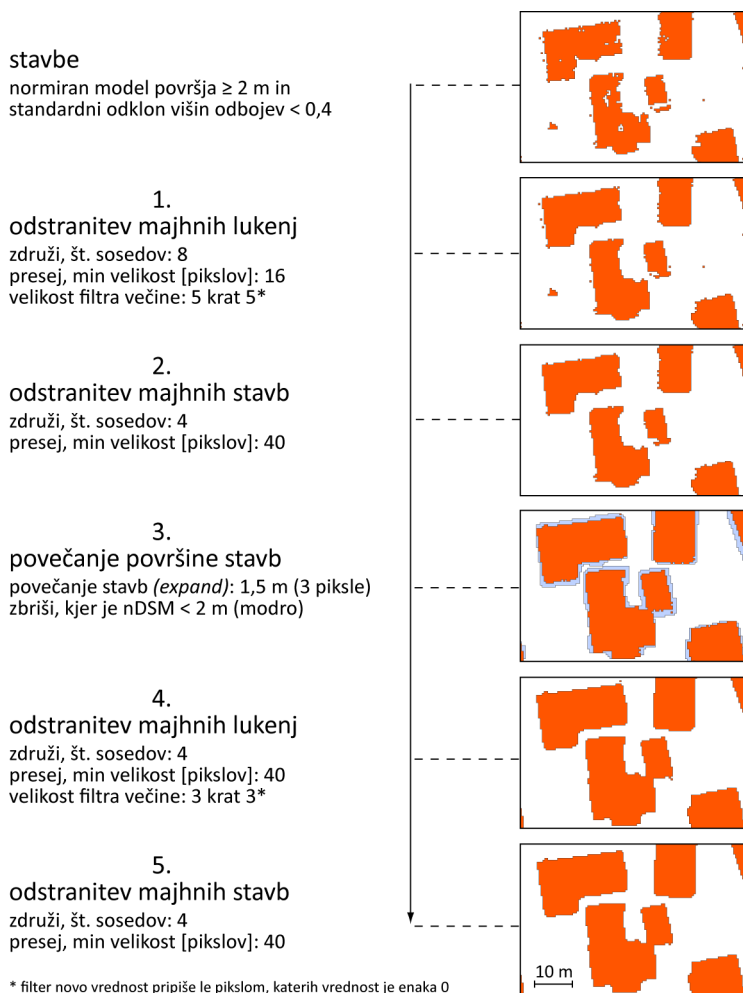 stavbe
normiran model površja ≥ 2 m in
standardni odklon višin odbojev < 0,4
1.
odstranitev majhnih lukenj
združi, št. sosedov: 8
presej, min velikost [pikslov]: 16
velikost filtra večine: 5 krat 5*
2.
odstranitev majhnih stavb
združi, št. sosedov: 4
presej, min velikost [pikslov]: 40
3.
povečanje površine stavb
povečanje stavb (expand): 1,5 m (3 piksle)
zbriši, kjer je nDSM < 2 m (modro)
4.
odstranitev majhnih lukenj
združi, št. sosedov: 4
presej, min velikost [pikslov]: 40
velikost filtra večine: 3 krat 3*
5.
odstranitev majhnih stavb
združi, št. sosedov: 4
presej, min velikost [pikslov]: 40
10 m
* filter novo vrednost pripiše le pikslom, katerih vrednost je enaka 0